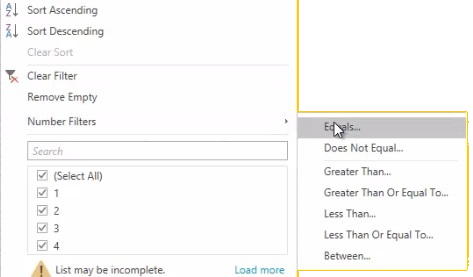 Sort Ascending
Sort Descending
Clear Sort
Clear Filter
Remove Empty
Number Filters
Search
(Select All)
1
2
3
4
List may be incomplete. Load more
Equals...
Does Not Equal...
Greater Than...
Greater Than Or Equal To...
Less Than...
Less Than Or Equal To...
Between...